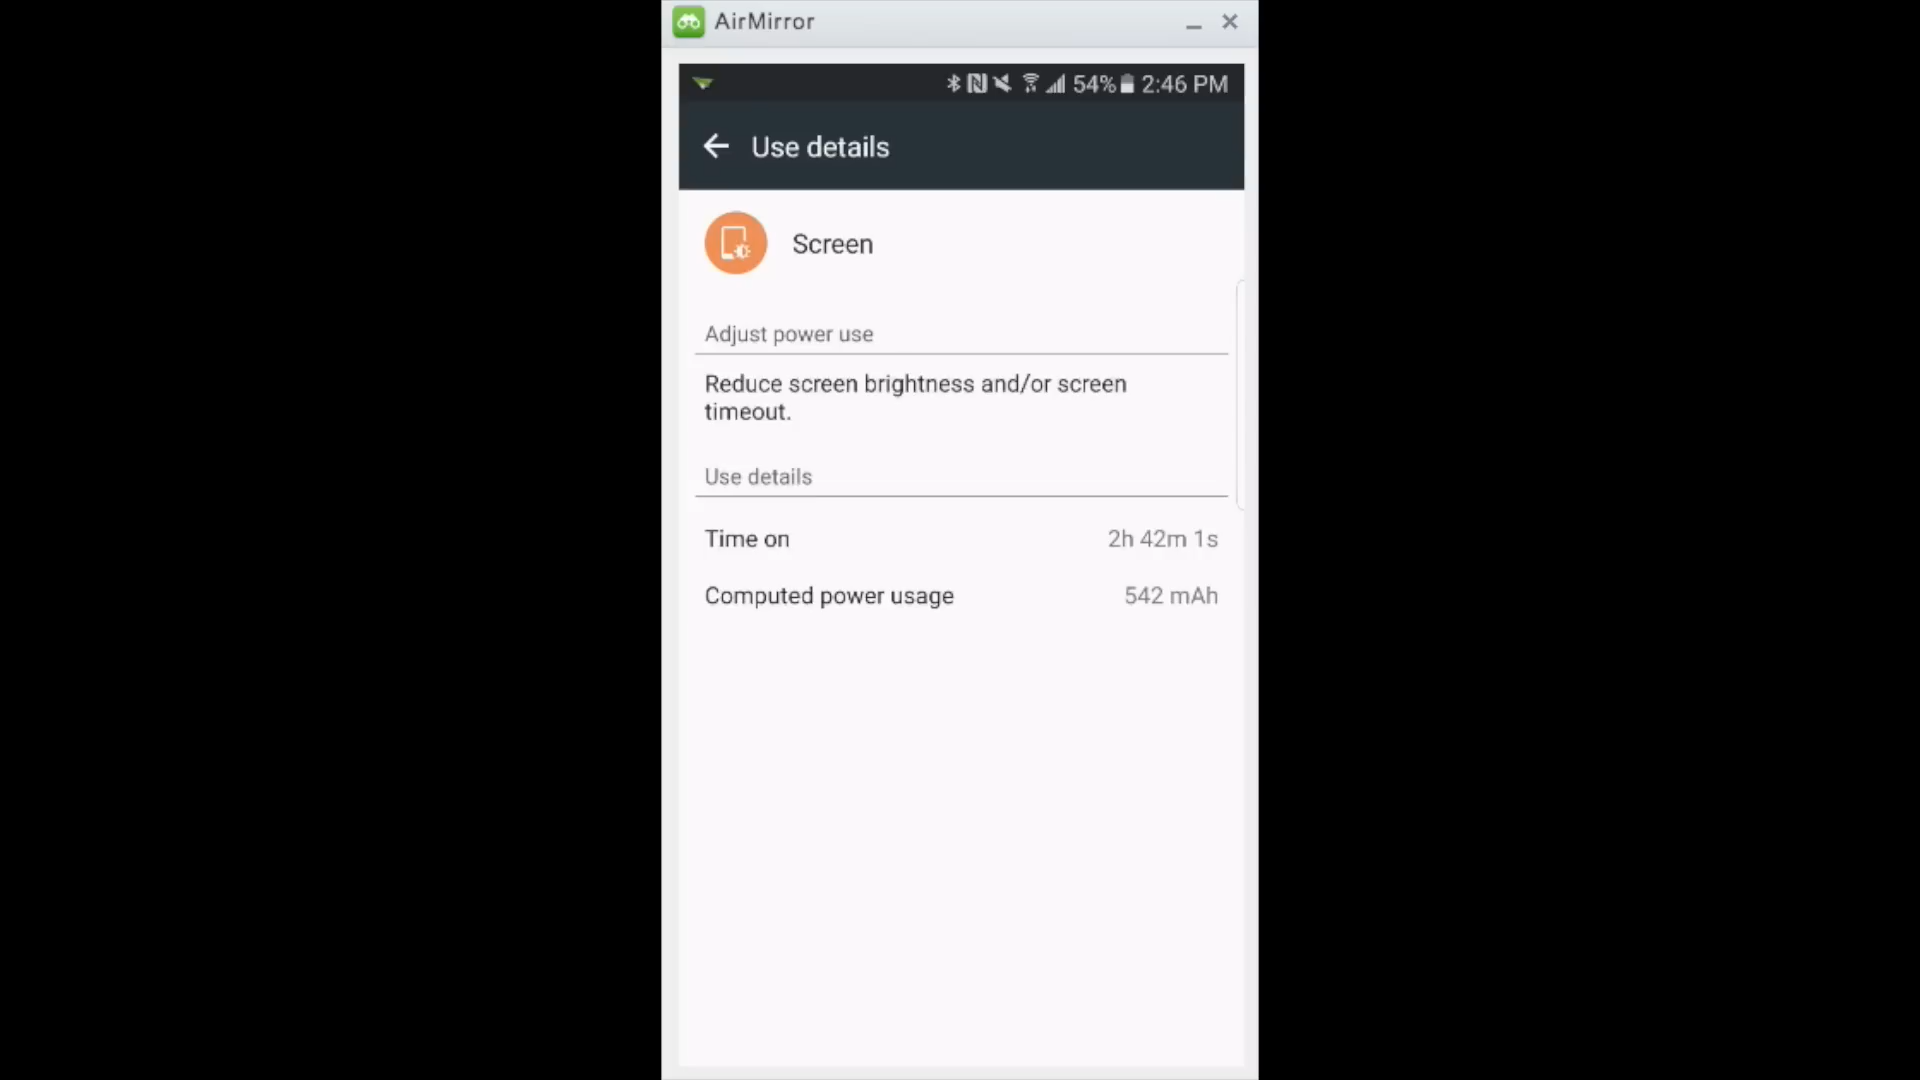 AirMirror
54% 2:46 PM
Use details
Screen
Adjust power use
Reduce screen brightness and/or screen
timeout.
Use details
Time on 2h 42m 1s
Computed power usage 542 mAh